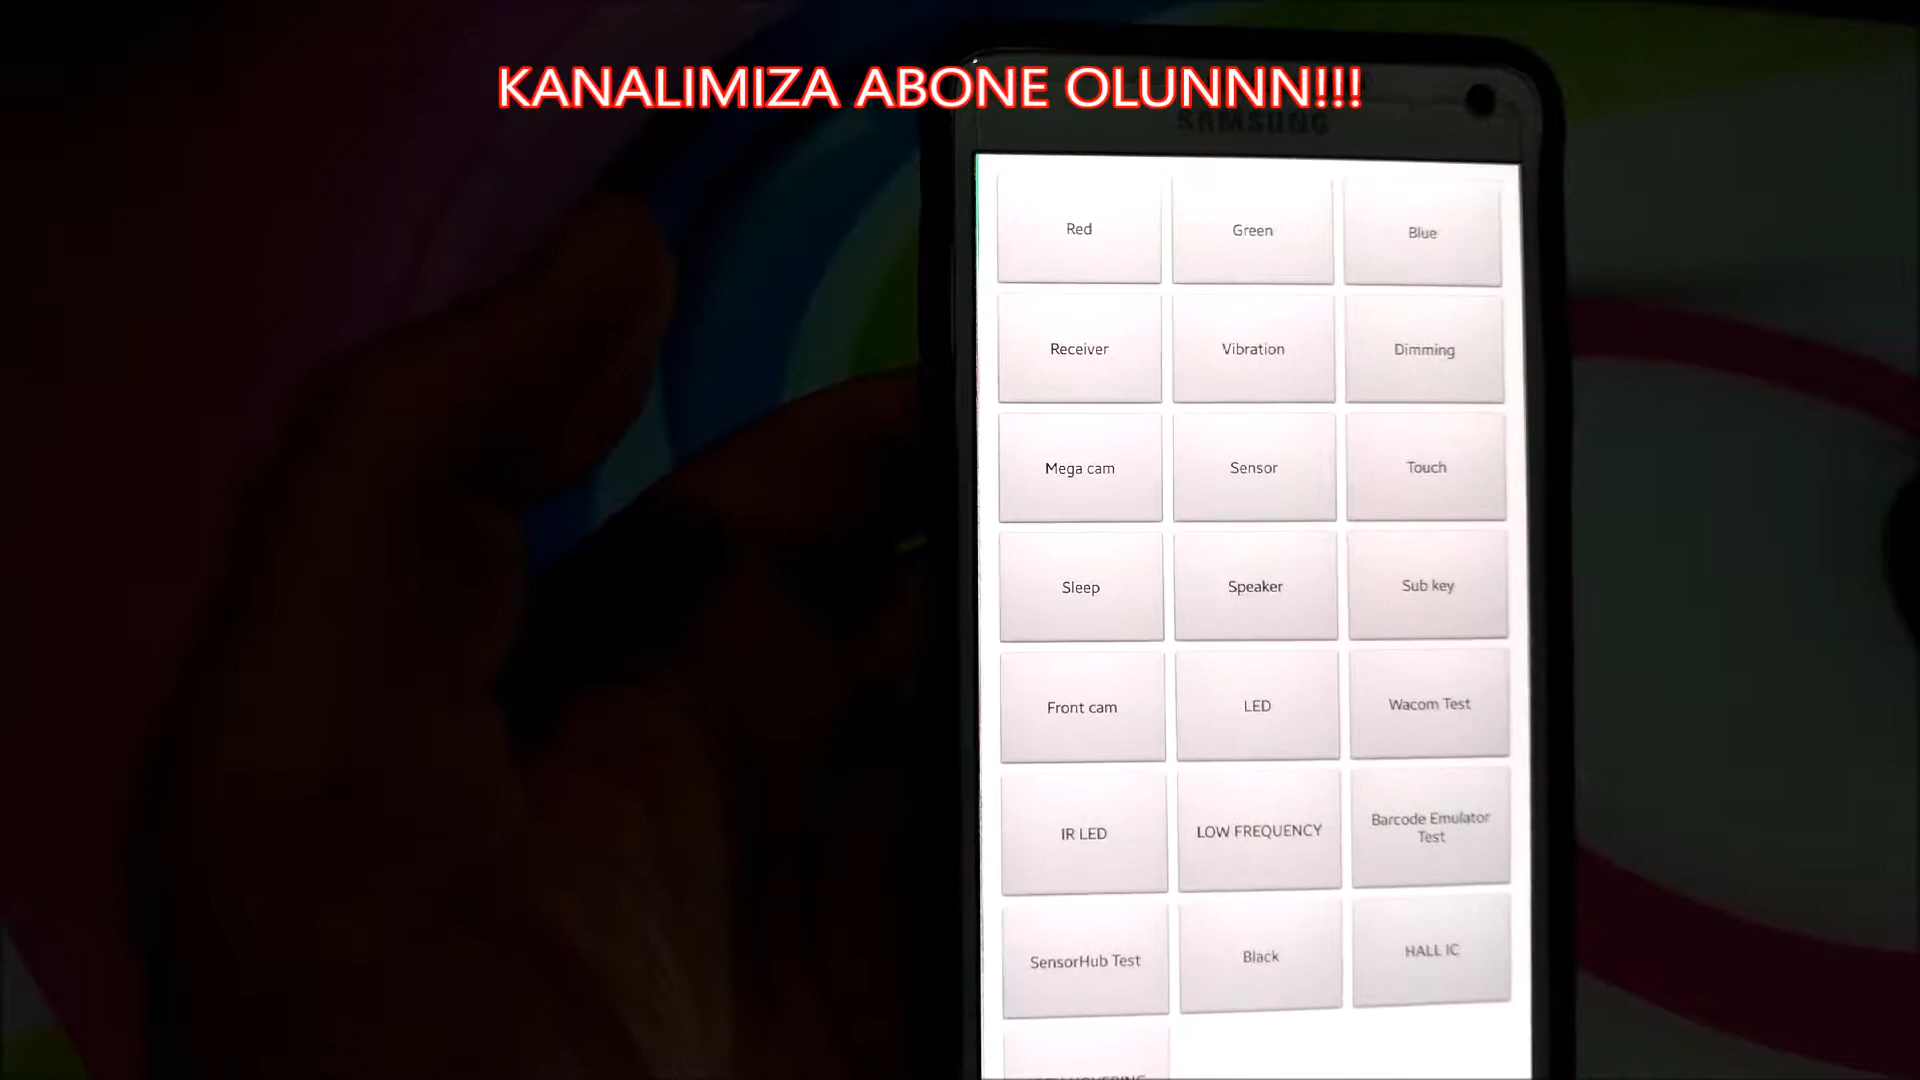 KANALIMIZA ABONE OLUNNN!!!
SAMSUNG
Red
Green
Blue
Receiver
Vibration
Dimming
Mega cam
Sensor
Touch
Sleep
Speaker
Sub key
Front cam
LED
Wacom Test
IR LED
LOW FREQUENCY
Barcode Emulator
Test
SensorHub Test
Black
HALL IC